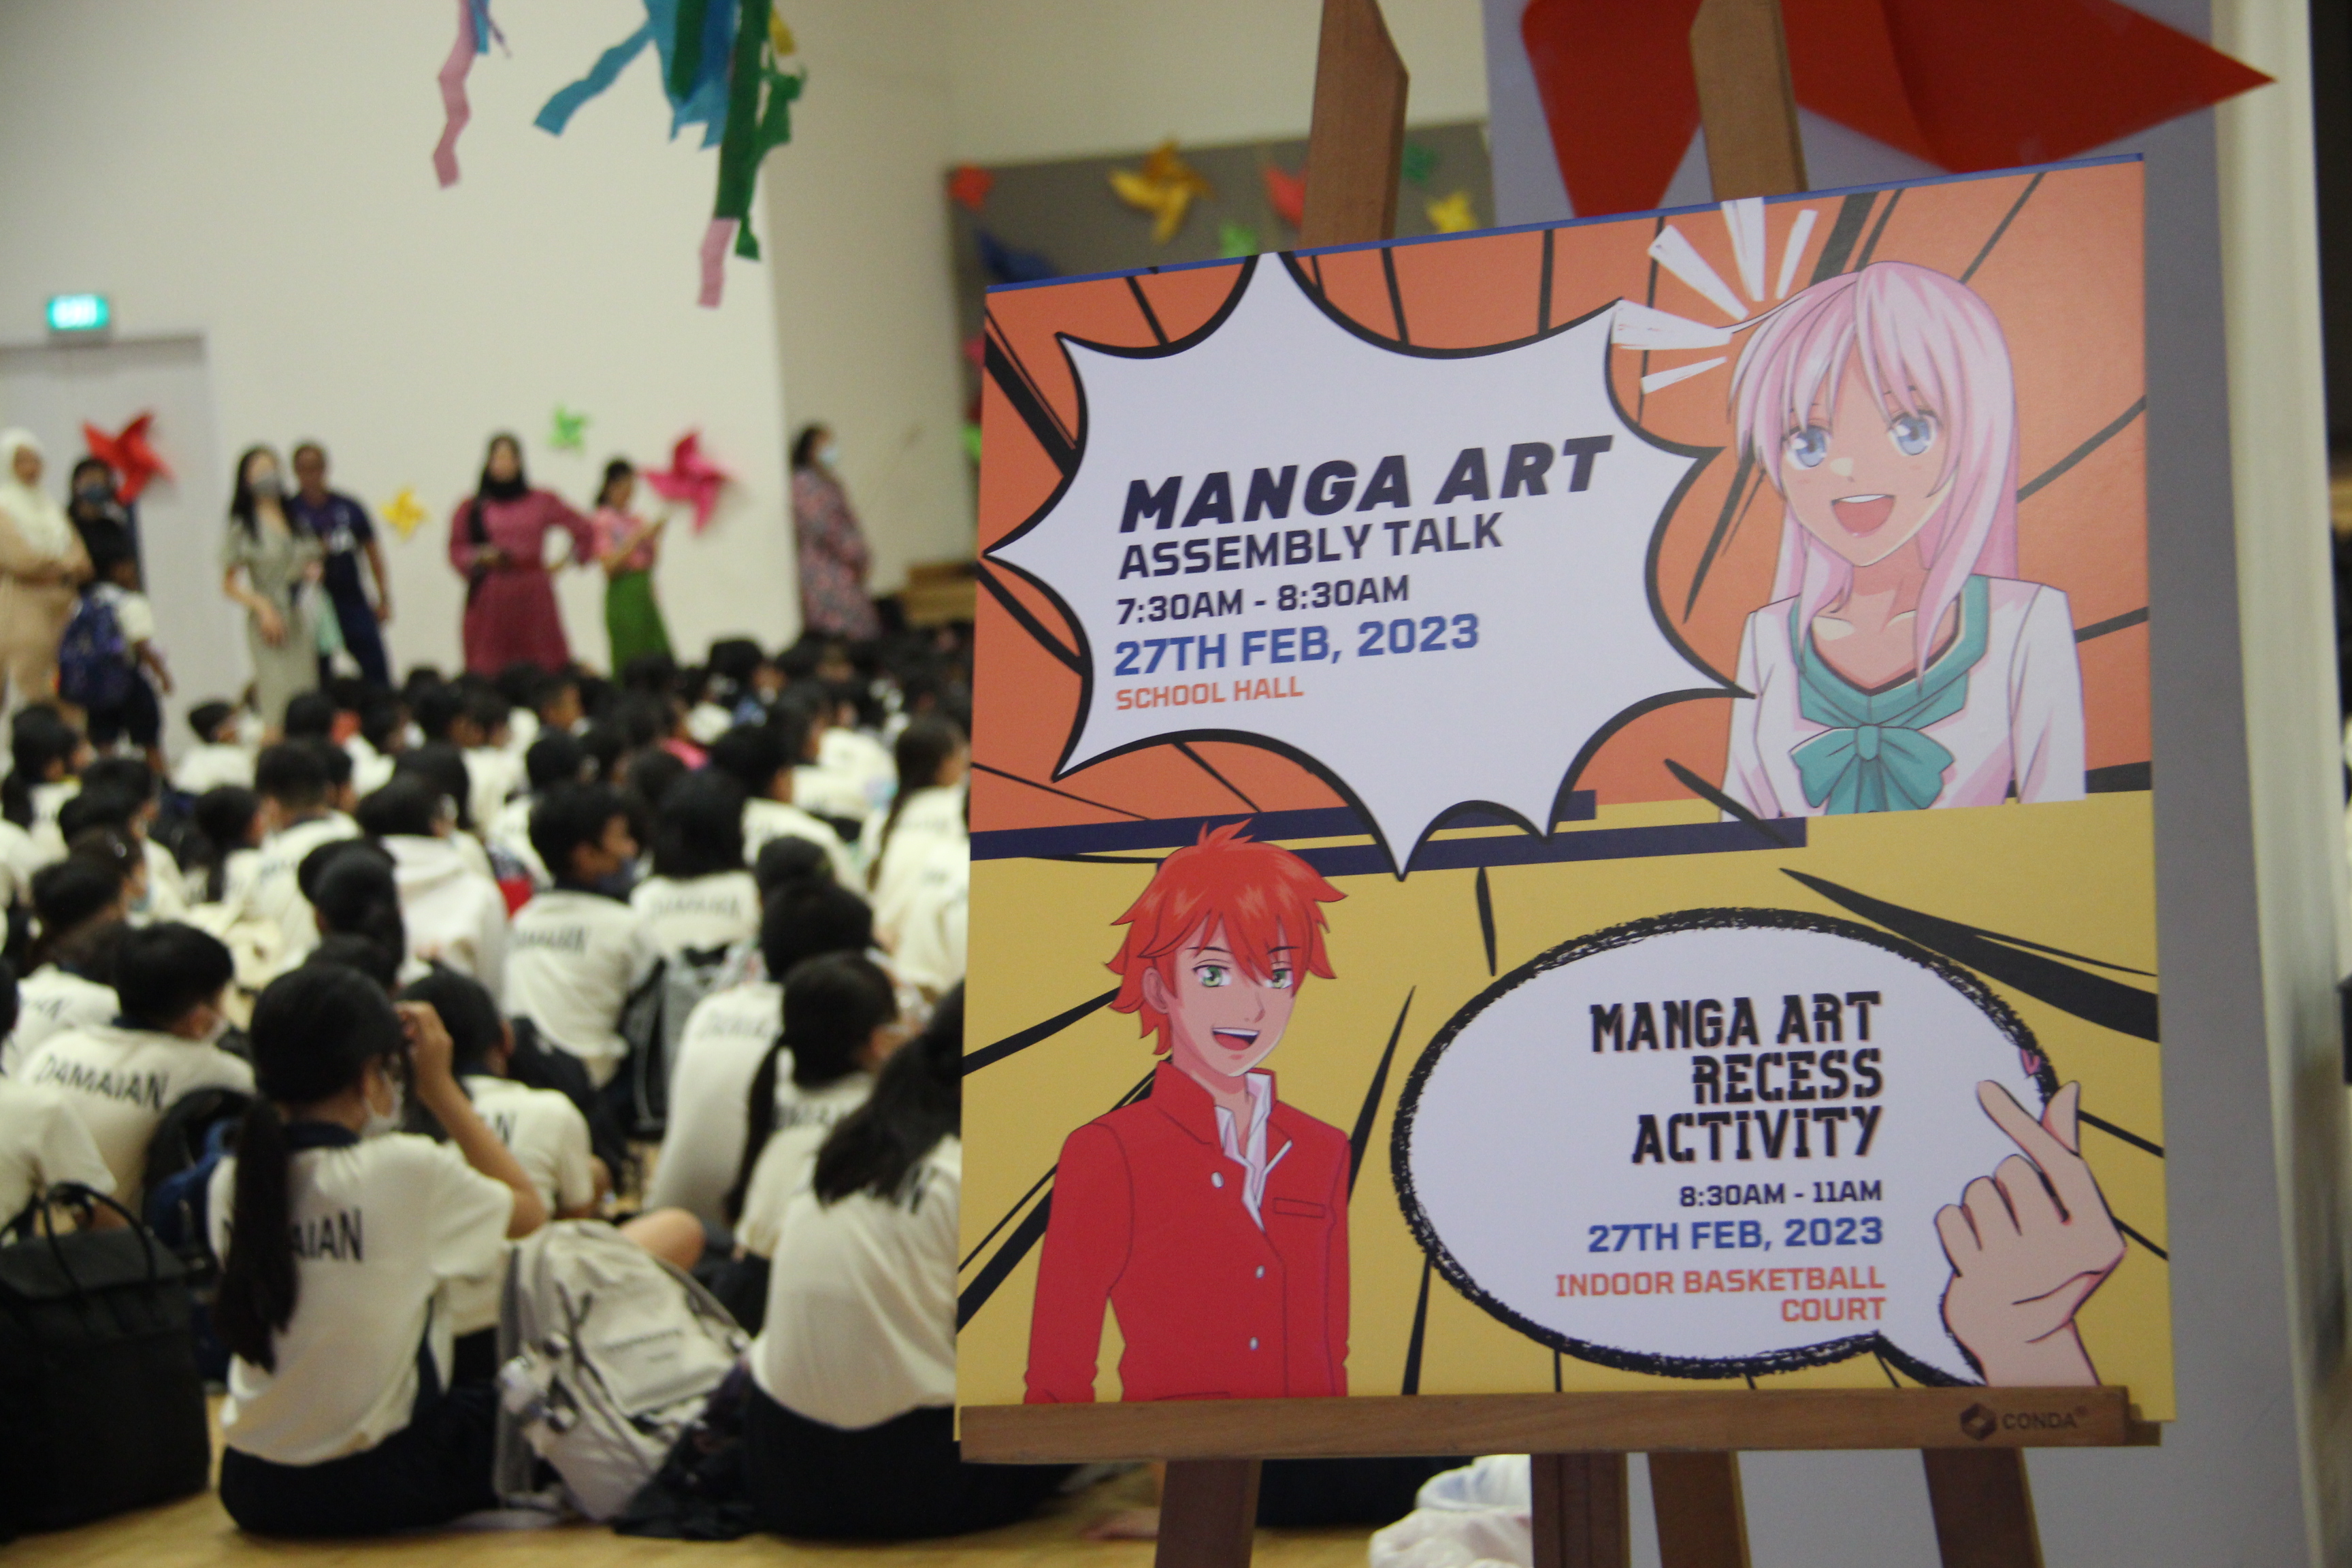 MANGA ART
ASSEMBLY TALK
7:30AM - 8:30AM
27TH FEB, 2023
SCHOOL HALL
MANGA ART
RECESS
ACTIVITY
8:30AM - 11AM
27TH FEB, 2023
INDOOR BASKETBALL
COURT
CONDA®
DAMAIAN
DAMAIAN